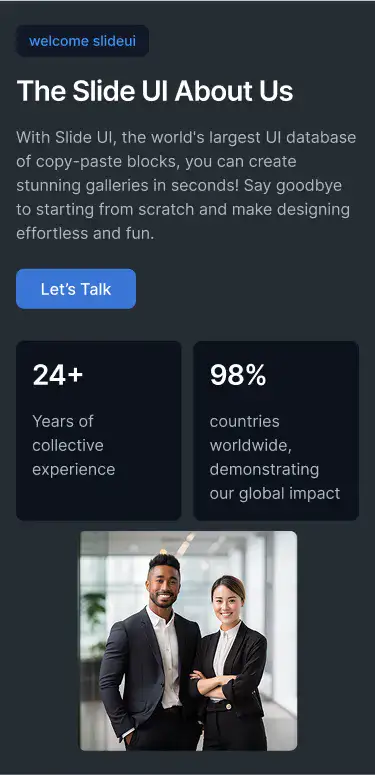 welcome slideui
The Slide UI About Us
With Slide UI, the world's largest UI database
of copy-paste blocks, you can create
stunning galleries in seconds! Say goodbye
to starting from scratch and make designing
effortless and fun.
Let's Talk
24+
Years of
collective
experience
98%
countries
worldwide,
demonstrating
our global impact